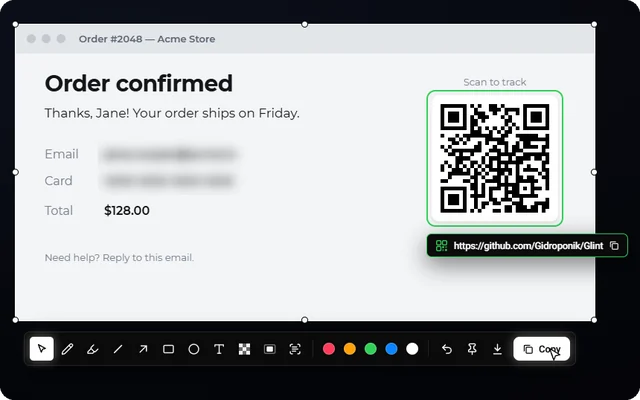 Order #2048 — Acme Store
Order confirmed
Thanks, Jane! Your order ships on Friday.
Email
Card
Total $128.00
Need help? Reply to this email.
Scan to track
https://github.com/Gidroponik/Glint
T
Copy